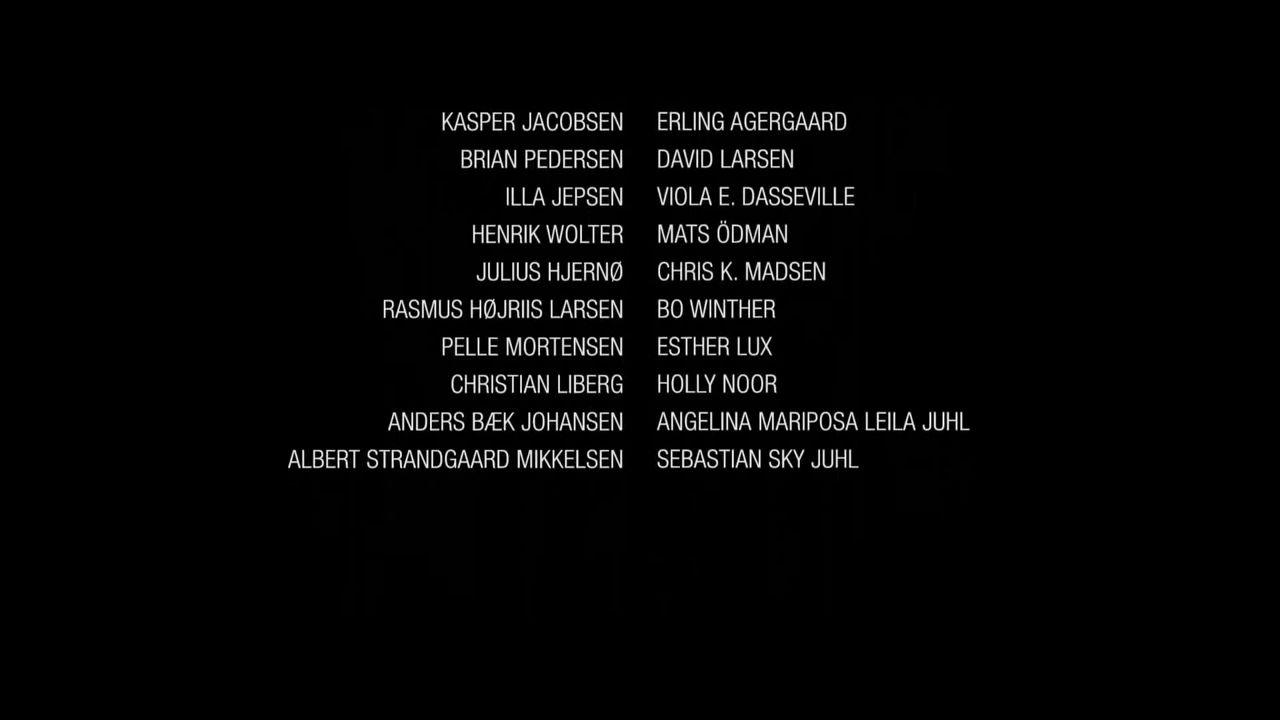 KASPER JACOBSEN ERLING AGERGAARD
BRIAN PEDERSEN DAVID LARSEN
ILLA JEPSEN VIOLA E. DASSEVILLE
HENRIK WOLTER MATS ÖDMAN
JULIUS HJERNØ CHRIS K. MADSEN
RASMUS HØJRIIS LARSEN BO WINTHER
PELLE MORTENSEN ESTHER LUX
CHRISTIAN LIBERG HOLLY NOOR
ANDERS BÆK JOHANSEN ANGELINA MARIPOSA LEILA JUHL
ALBERT STRANDGAARD MIKKELSEN SEBASTIAN SKY JUHL